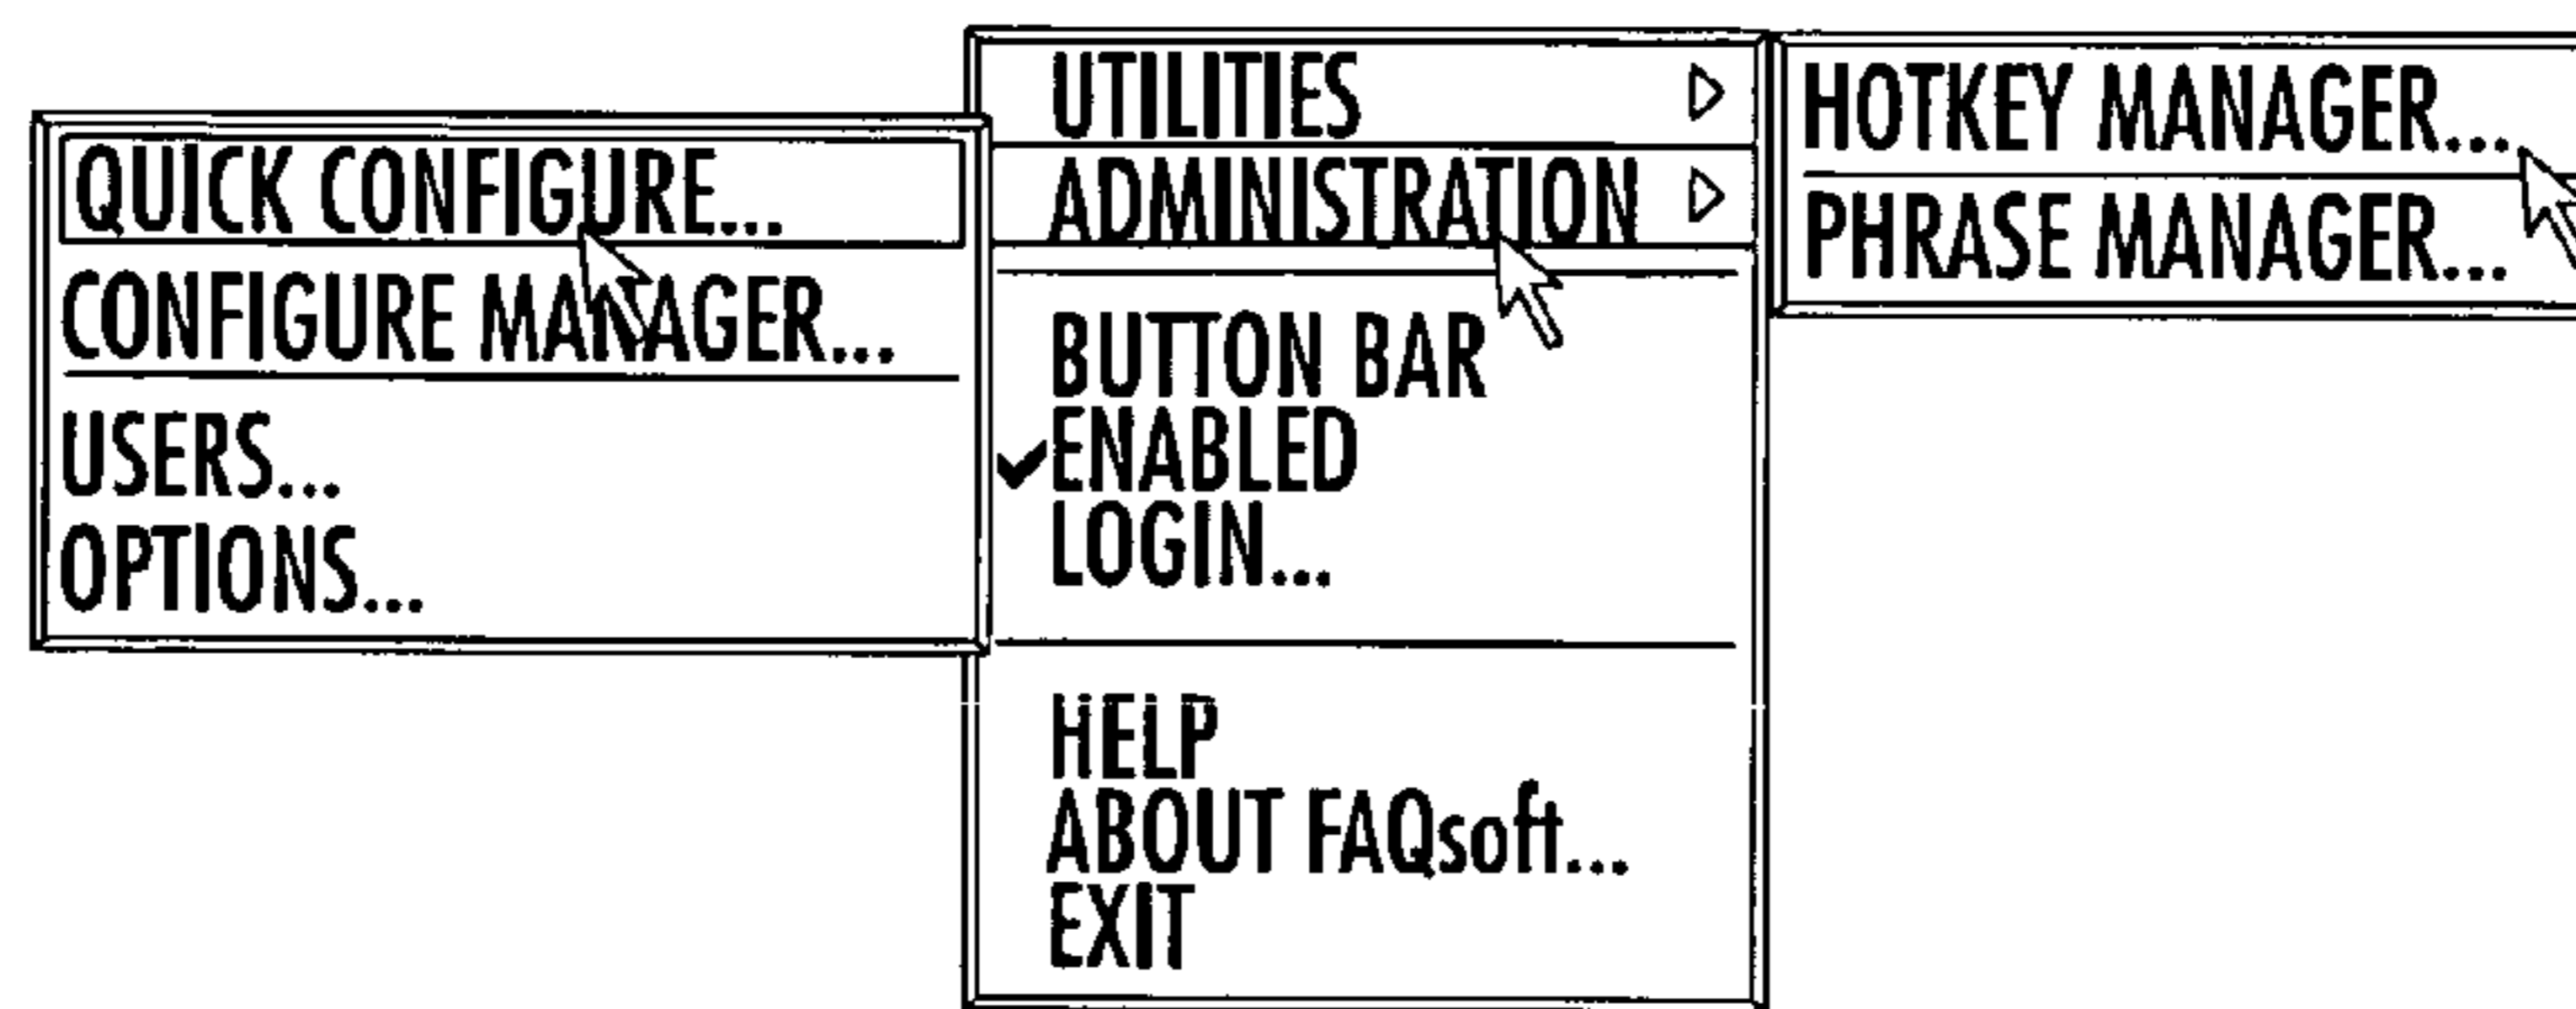 QUICK CONFIGURE...
CONFIGURE MANAGER...
USERS...
OPTIONS...
UTILITIES
ADMINISTRATION
BUTTON BAR
ENABLED
LOGIN...
HELP
ABOUT FAQsoft...
EXIT
HOTKEY MANAGER...
PHRASE MANAGER...